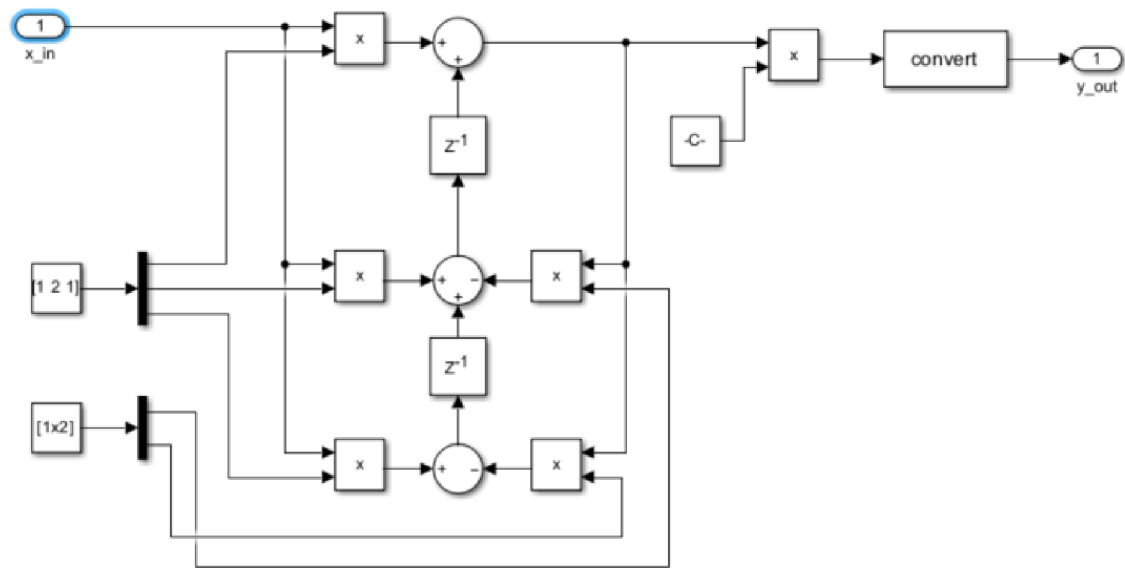 1
x_in
x
+
+
x
convert
1
y_out
-C-
Z-1
[1 2 1]
x
+
-
+
x
Z-1
[1x2]
x
+
-
x